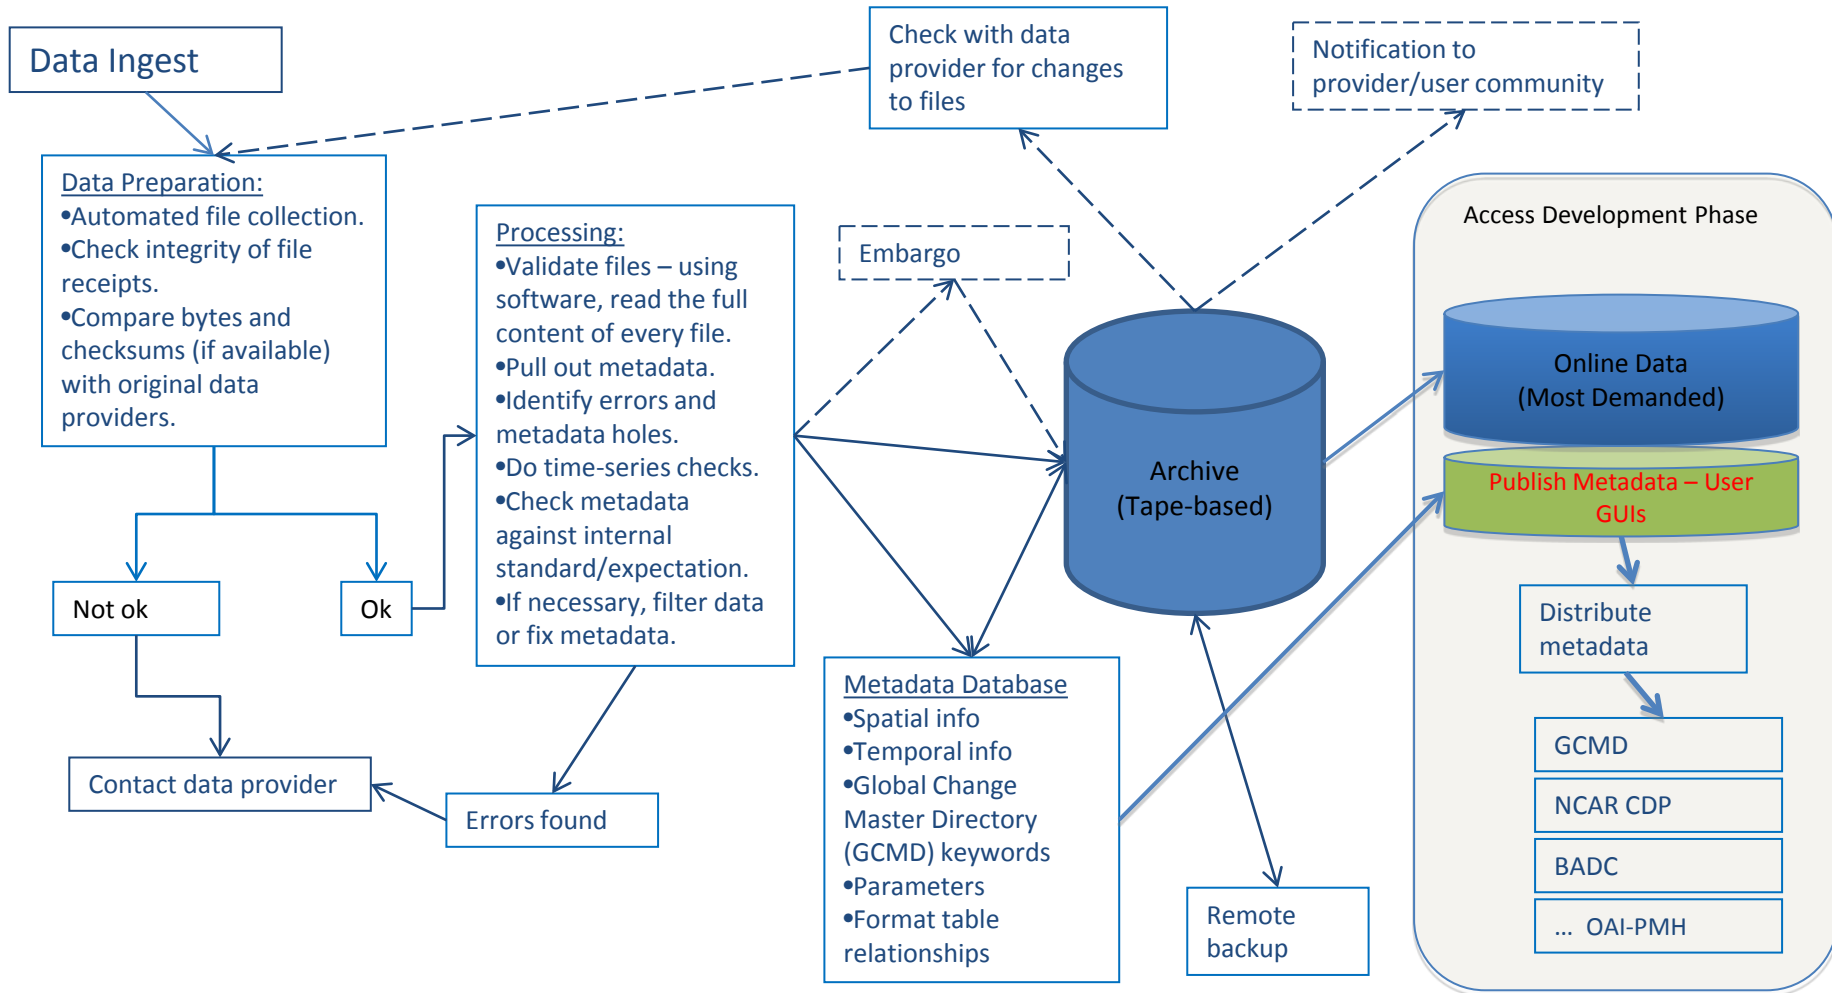 Data Ingest
Check with data
provider for changes
to files
Notification to
provider/user community
Data Preparation:
•Automated file collection.
•Check integrity of file
receipts.
•Compare bytes and
checksums (if available)
with original data
providers.
Not ok
Ok
Contact data provider
Processing:
•Validate files – using
software, read the full
content of every file.
•Pull out metadata.
•Identify errors and
metadata holes.
•Do time-series checks.
•Check metadata
against internal
standard/expectation.
•If necessary, filter data
or fix metadata.
Errors found
Embargo
Archive
(Tape-based)
Metadata Database
•Spatial info
•Temporal info
•Global Change
Master Directory
(GCMD) keywords
•Parameters
•Format table
relationships
Remote
backup
Access Development Phase
Online Data
(Most Demanded)
Publish Metadata – User
GUIs
Distribute
metadata
GCMD
NCAR CDP
BADC
... OAI-PMH